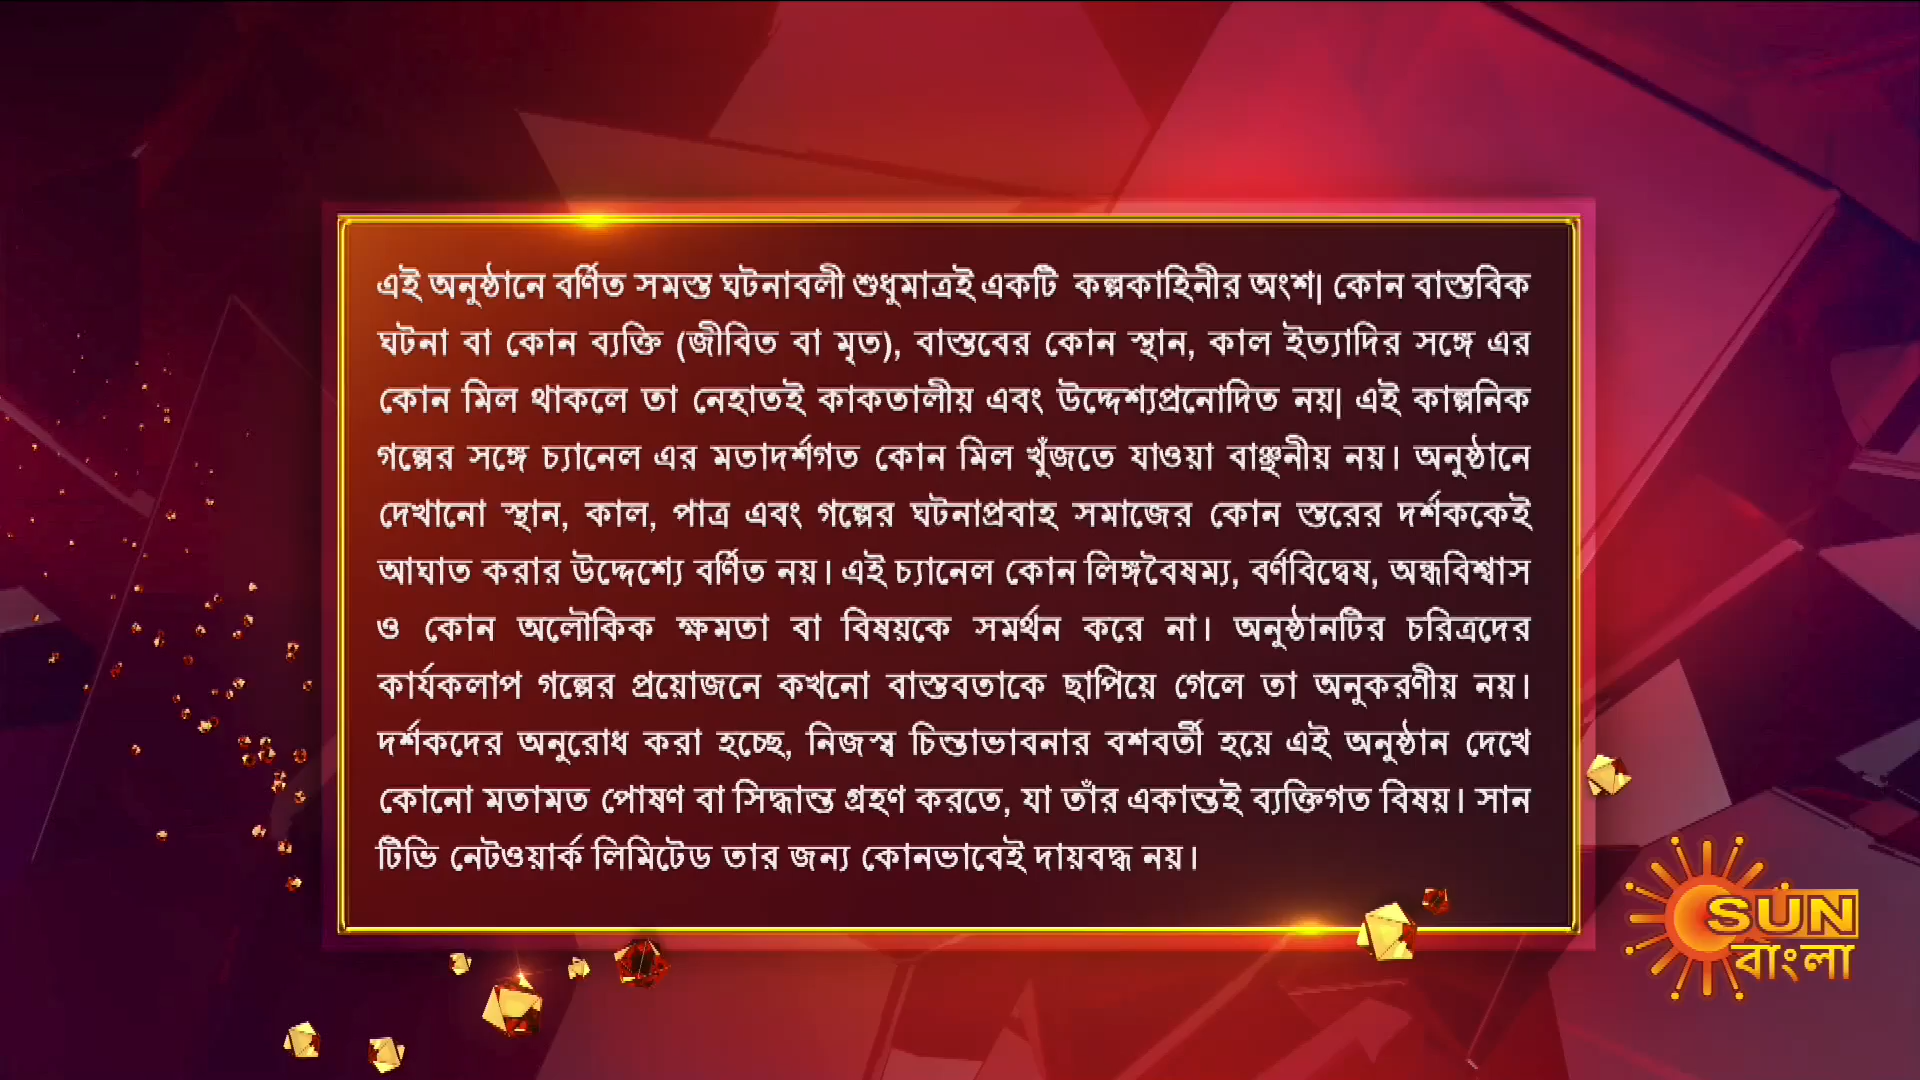 এই অনুষ্ঠানে বর্ণিত সমস্ত ঘটনাবলী শুধুমাত্রই একটি কল্পকাহিনীর অংশ| কোন বাস্তবিক
ঘটনা বা কোন ব্যক্তি (জীবিত বা মৃত), বাস্তবের কোন স্থান, কাল ইত্যাদির সঙ্গে এর
কোন মিল থাকলে তা নেহাতই কাকতালীয় এবং উদ্দেশ্যপ্রনোদিত নয়| এই কাল্পনিক
গল্পের সঙ্গে চ্যানেল এর মতাদর্শগত কোন মিল খুঁজতে যাওয়া বাঞ্ছনীয় নয়। অনুষ্ঠানে
দেখানো স্থান, কাল, পাত্র এবং গল্পের ঘটনাপ্রবাহ সমাজের কোন স্তরের দর্শককেই
আঘাত করার উদ্দেশ্যে বর্ণিত নয়। এই চ্যানেল কোন লিঙ্গবৈষম্য, বর্ণবিদ্বেষ, অন্ধবিশ্বাস
ও কোন অলৌকিক ক্ষমতা বা বিষয়কে সমর্থন করে না। অনুষ্ঠানটির চরিত্রদের
কার্যকলাপ গল্পের প্রয়োজনে কখনো বাস্তবতাকে ছাপিয়ে গেলে তা অনুকরণীয় নয়।
দর্শকদের অনুরোধ করা হচ্ছে, নিজস্ব চিন্তাভাবনার বশবর্তী হয়ে এই অনুষ্ঠান দেখে
কোনো মতামত পোষণ বা সিদ্ধান্ত গ্রহণ করতে, যা তাঁর একান্তই ব্যক্তিগত বিষয়। সান
টিভি নেটওয়ার্ক লিমিটেড তার জন্য কোনভাবেই দায়বদ্ধ নয়।
SUN
বাংলা